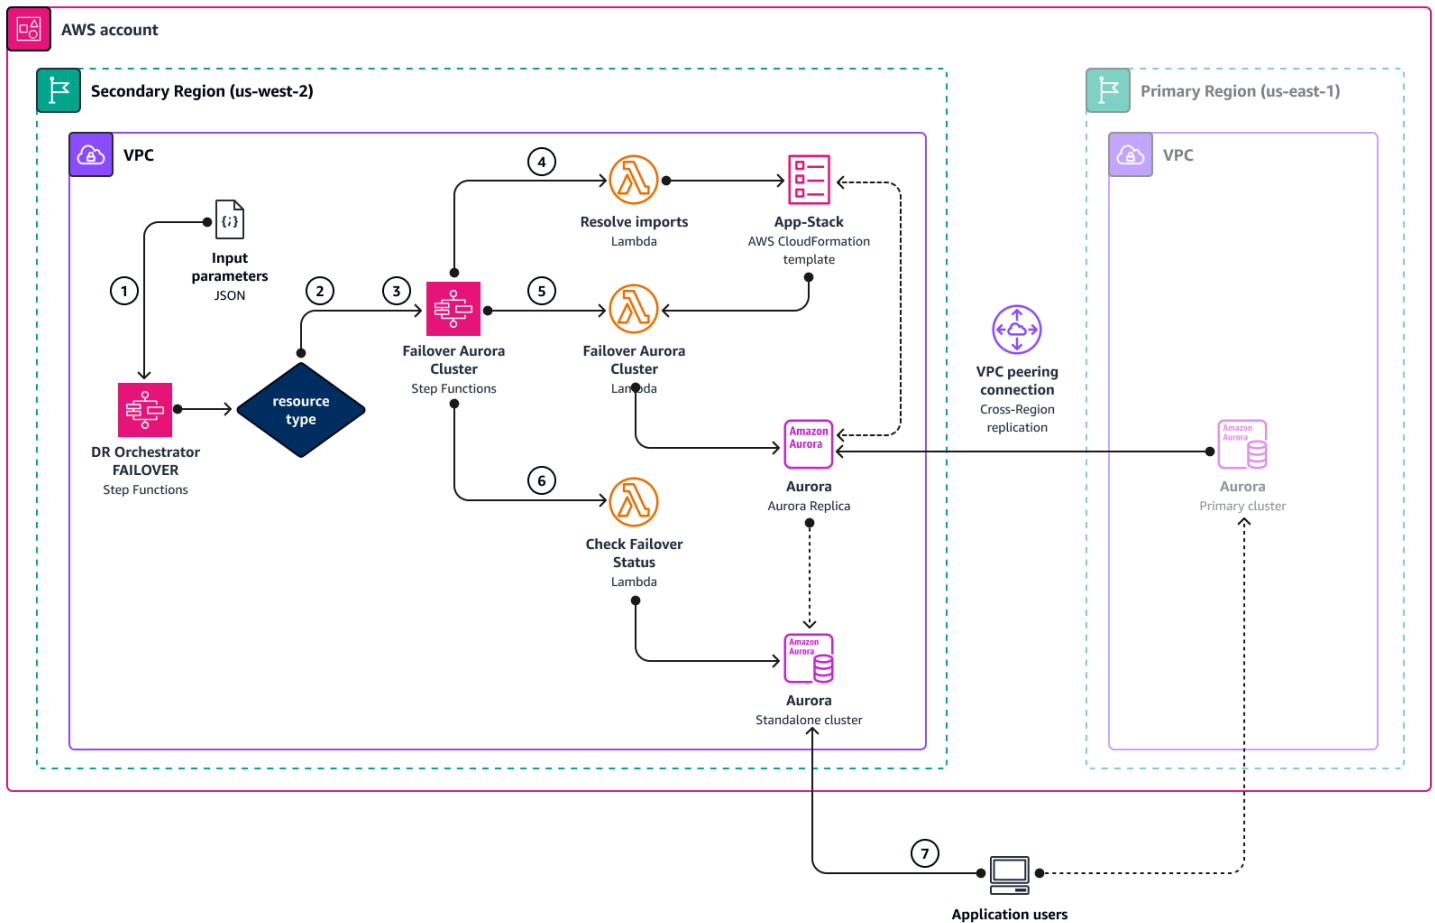 AWS account
Secondary Region (us-west-2)
Primary Region (us-east-1)
VPC
VPC
4
Resolve imports
Lambda
App-Stack
AWS CloudFormation
template
{;}
Input
parameters
JSON
1
2
3
5
Failover Aurora
Cluster
Step Functions
Failover Aurora
Cluster
Lambda
VPC peering
connection
Cross-Region
replication
resource
type
DR Orchestrator
FAILOVER
Step Functions
Amazon
Aurora
Aurora
Aurora Replica
Amazon
Aurora
Aurora
Primary cluster
6
Check Failover
Status
Lambda
Amazon
Aurora
Aurora
Standalone cluster
7
Application users